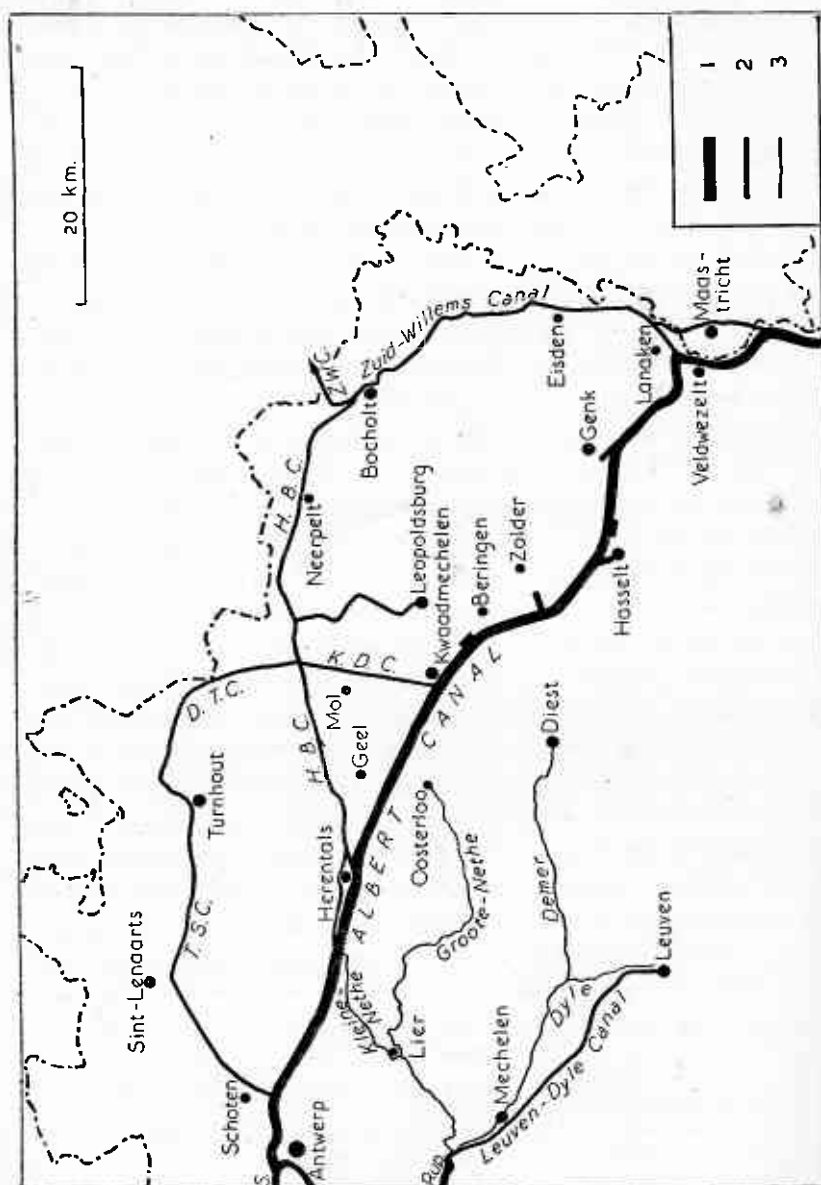 20 km.
1
2
3
Sint-Lenaarts
T.S.C.
Turnhout
D.T.C.
Schoten
S.
Antwerp
Herentals
H.B.C.
Mol
Geel
K.D.C.
H.B.C.
Neerpelt
Z.W.C.
Bocholt
Zuid-Willems Canal
Leopoldsburg
Kwaadmechelen
Beringen
Zolder
ALBERT CANAL
Kleine-
Nethe
Lier
Oosterloo
Groote-Nethe
Rup.
Mechelen
Leuven-Dyle Canal
Dyle
Demer
Diest
Leuven
Hasselt
Genk
Eisden
Lanaken
Veldwezelt
Maas-
tricht